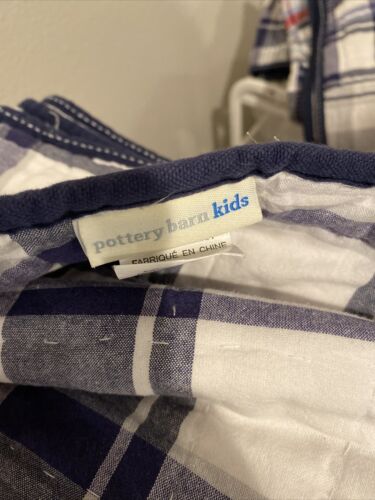 pottery barn kids
FABRIQUÉ EN CHINE